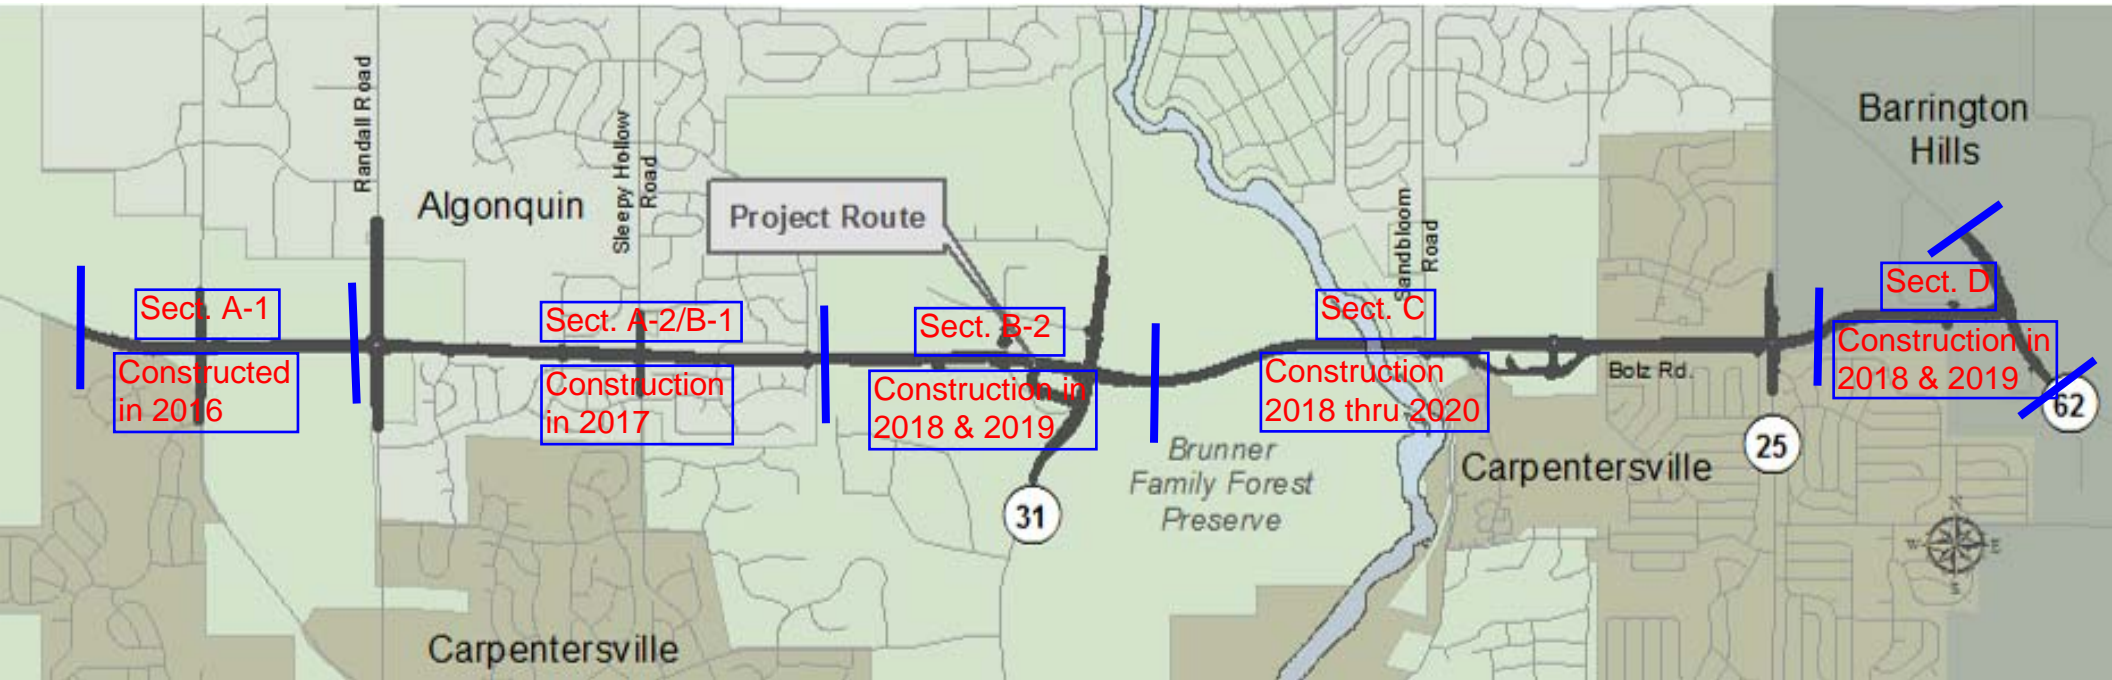 Randall Road
Algonquin
Sleepy Hollow
Road
Project Route
Sandbloom
Road
Barrington
Hills
Sect. A-1
Constructed
in 2016
Sect. A-2/B-1
Construction
in 2017
Sect. B-2
Construction in
2018 & 2019
Sect. C
Construction
2018 thru 2020
Sect. D
Construction in
2018 & 2019
Bolz Rd.
62
25
31
Brunner
Family Forest
Preserve
Carpentersville
Carpentersville
N
W
E
S